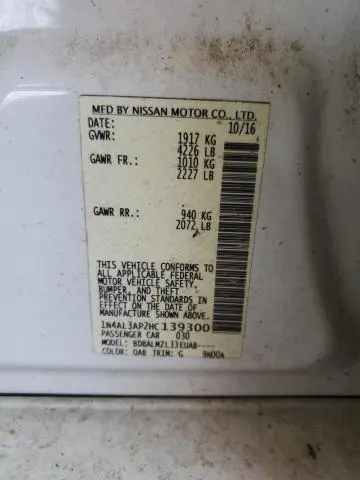 MFD BY NISSAN MOTOR CO., LTD.
DATE: 10/16
GVWR: 1917 KG
4226 LB
GAWR FR.: 1010 KG
2227 LB
GAWR RR.: 940 KG
2072 LB
THIS VEHICLE CONFORMS TO
ALL APPLICABLE FEDERAL
MOTOR VEHICLE SAFETY,
BUMPER, AND THEFT
PREVENTION STANDARDS
IN EFFECT ON THE DATE OF
MANUFACTURE SHOWN ABOVE.
1N4AL3APZHC139300
PASSENGER CAR 030
MODEL: BDBALMZL33EUAB----
COLOR: QAB TRIM: G 9N00A